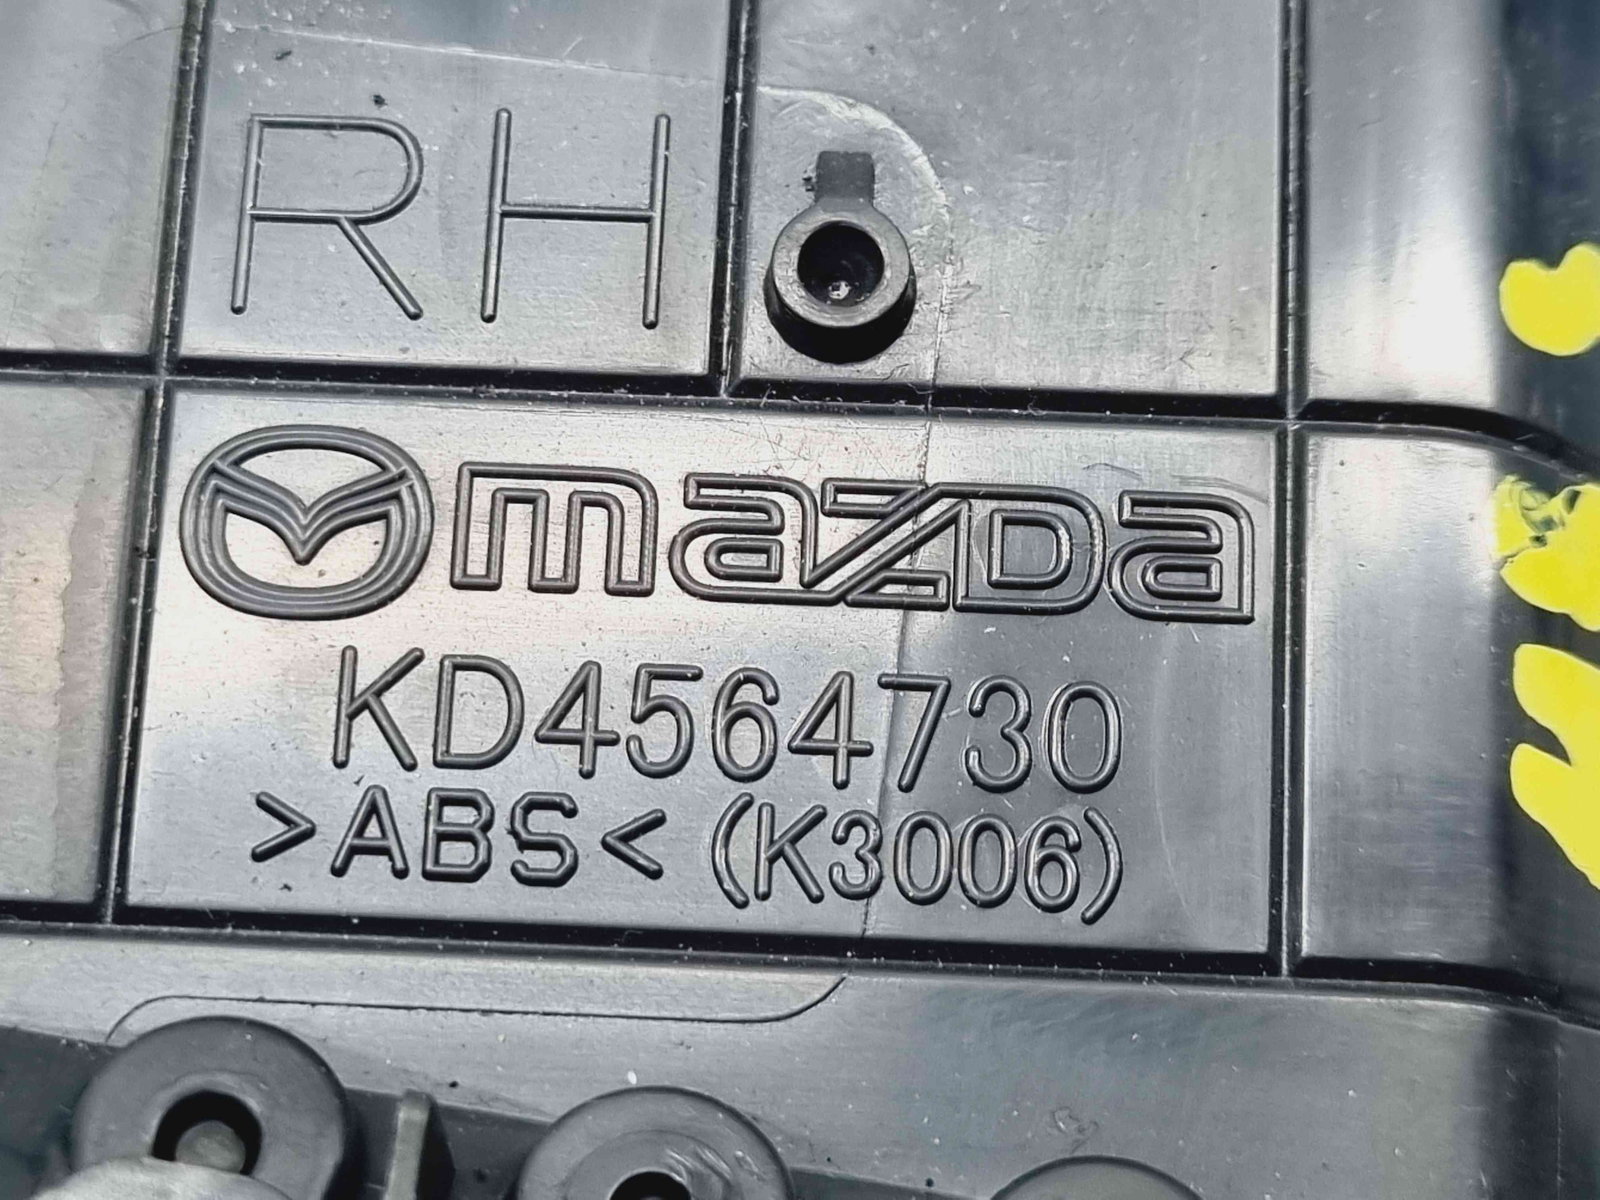 RH
mazda
KD4564730
>ABS< (K3006)